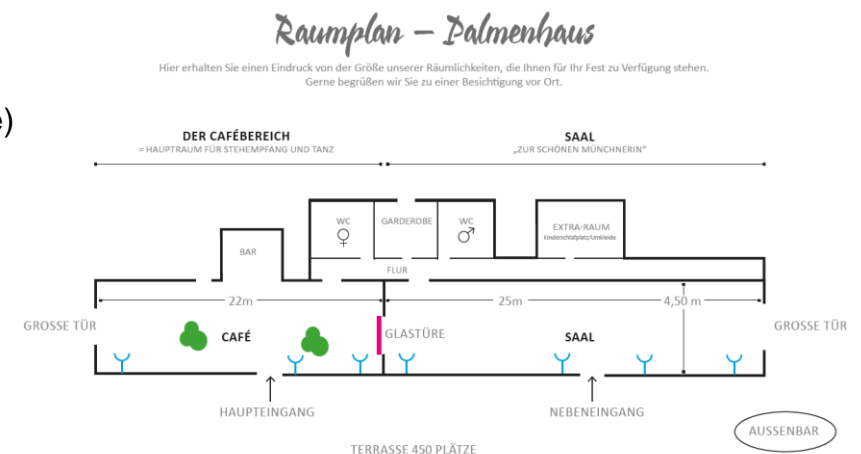 Raumplan – Palmenhaus
Hier erhalten Sie einen Eindruck von der Größe unserer Räumlichkeiten, die Ihnen für Ihr Fest zu Verfügung stehen.
Gerne begrüßen wir Sie zu einer Besichtigung vor Ort.
e)
DER CAFÉBEREICH
= HAUPTRAUM FÜR STEHEMPFANG UND TANZ
SAAL
„ZUR SCHÖNEN MÜNCHNERIN“
WC
GARDEROBE
WC
EXTRA-RAUM
Kinderschlafplatz/Umkleide
BAR
FLUR
22m
25m
4,50 m
GROSSE TÜR
CAFÉ
GLASTÜRE
SAAL
GROSSE TÜR
HAUPTEINGANG
NEBENEINGANG
AUSSENBAR
TERRASSE 450 PLÄTZE